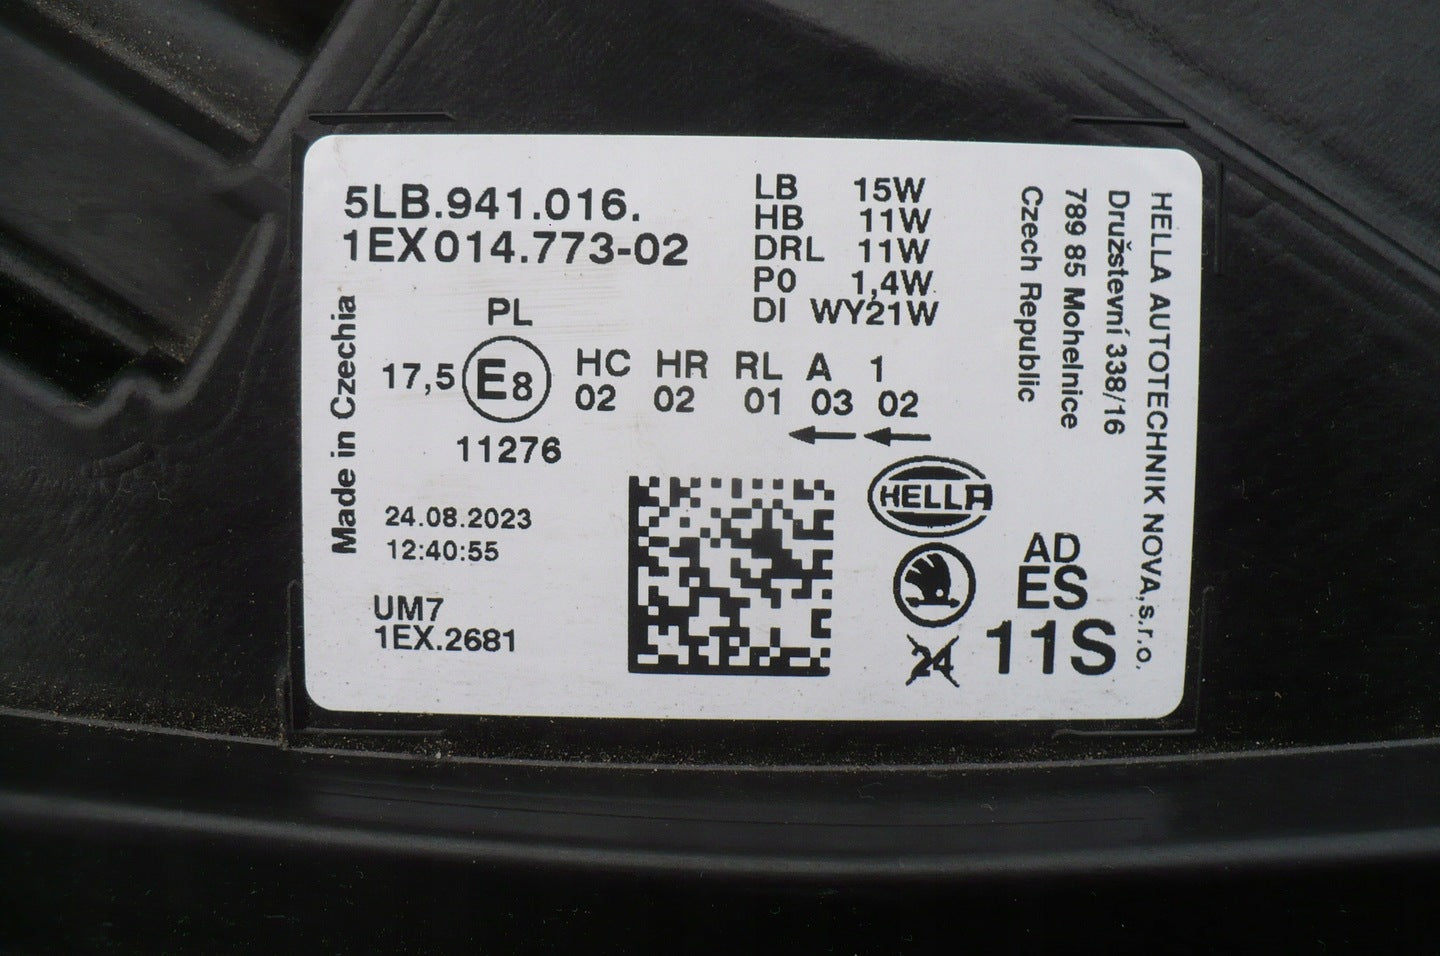 5LB.941.016.
1EX014.773-02
LB 15W
HB 11W
DRL 11W
P0 1,4W
DI WY21W
PL
17,5 E8 HC HR RL A 1
02 02 01 03 02
11276
Made in Czechia
24.08.2023
12:40:55
UM7
1EX.2681
HELLA
AD
ES
24 11S
HELLA AUTOTECHNIK NOVA,s.r.o.
Družstevní 338/16
789 85 Mohelnice
Czech Republic